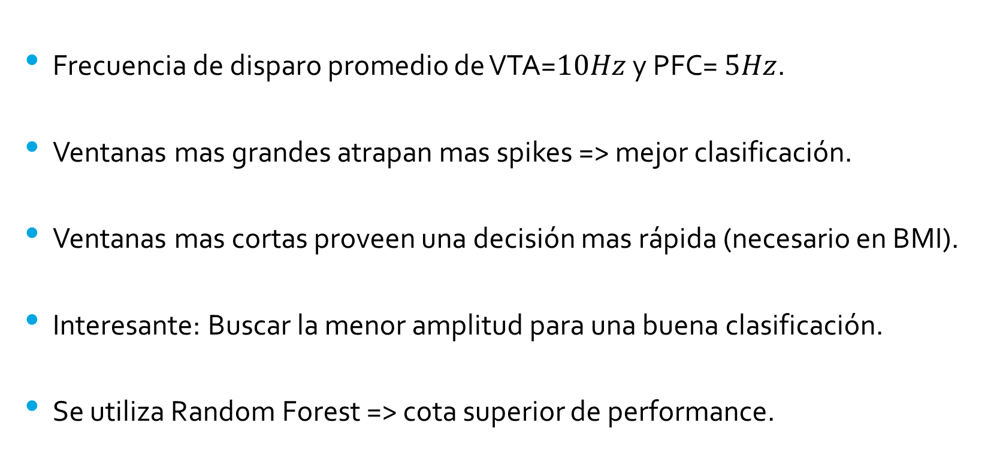 • Frecuencia de disparo promedio de VTA=10Hz y PFC= 5Hz.
• Ventanas mas grandes atrapan mas spikes => mejor clasificación.
• Ventanas mas cortas proveen una decisión mas rápida (necesario en BMI).
• Interesante: Buscar la menor amplitud para una buena clasificación.
• Se utiliza Random Forest => cota superior de performance.